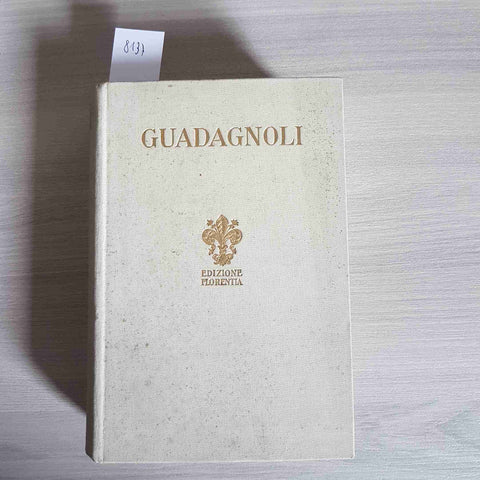 8137
GUADAGNOLI
EDIZIONE
FLORENTIA